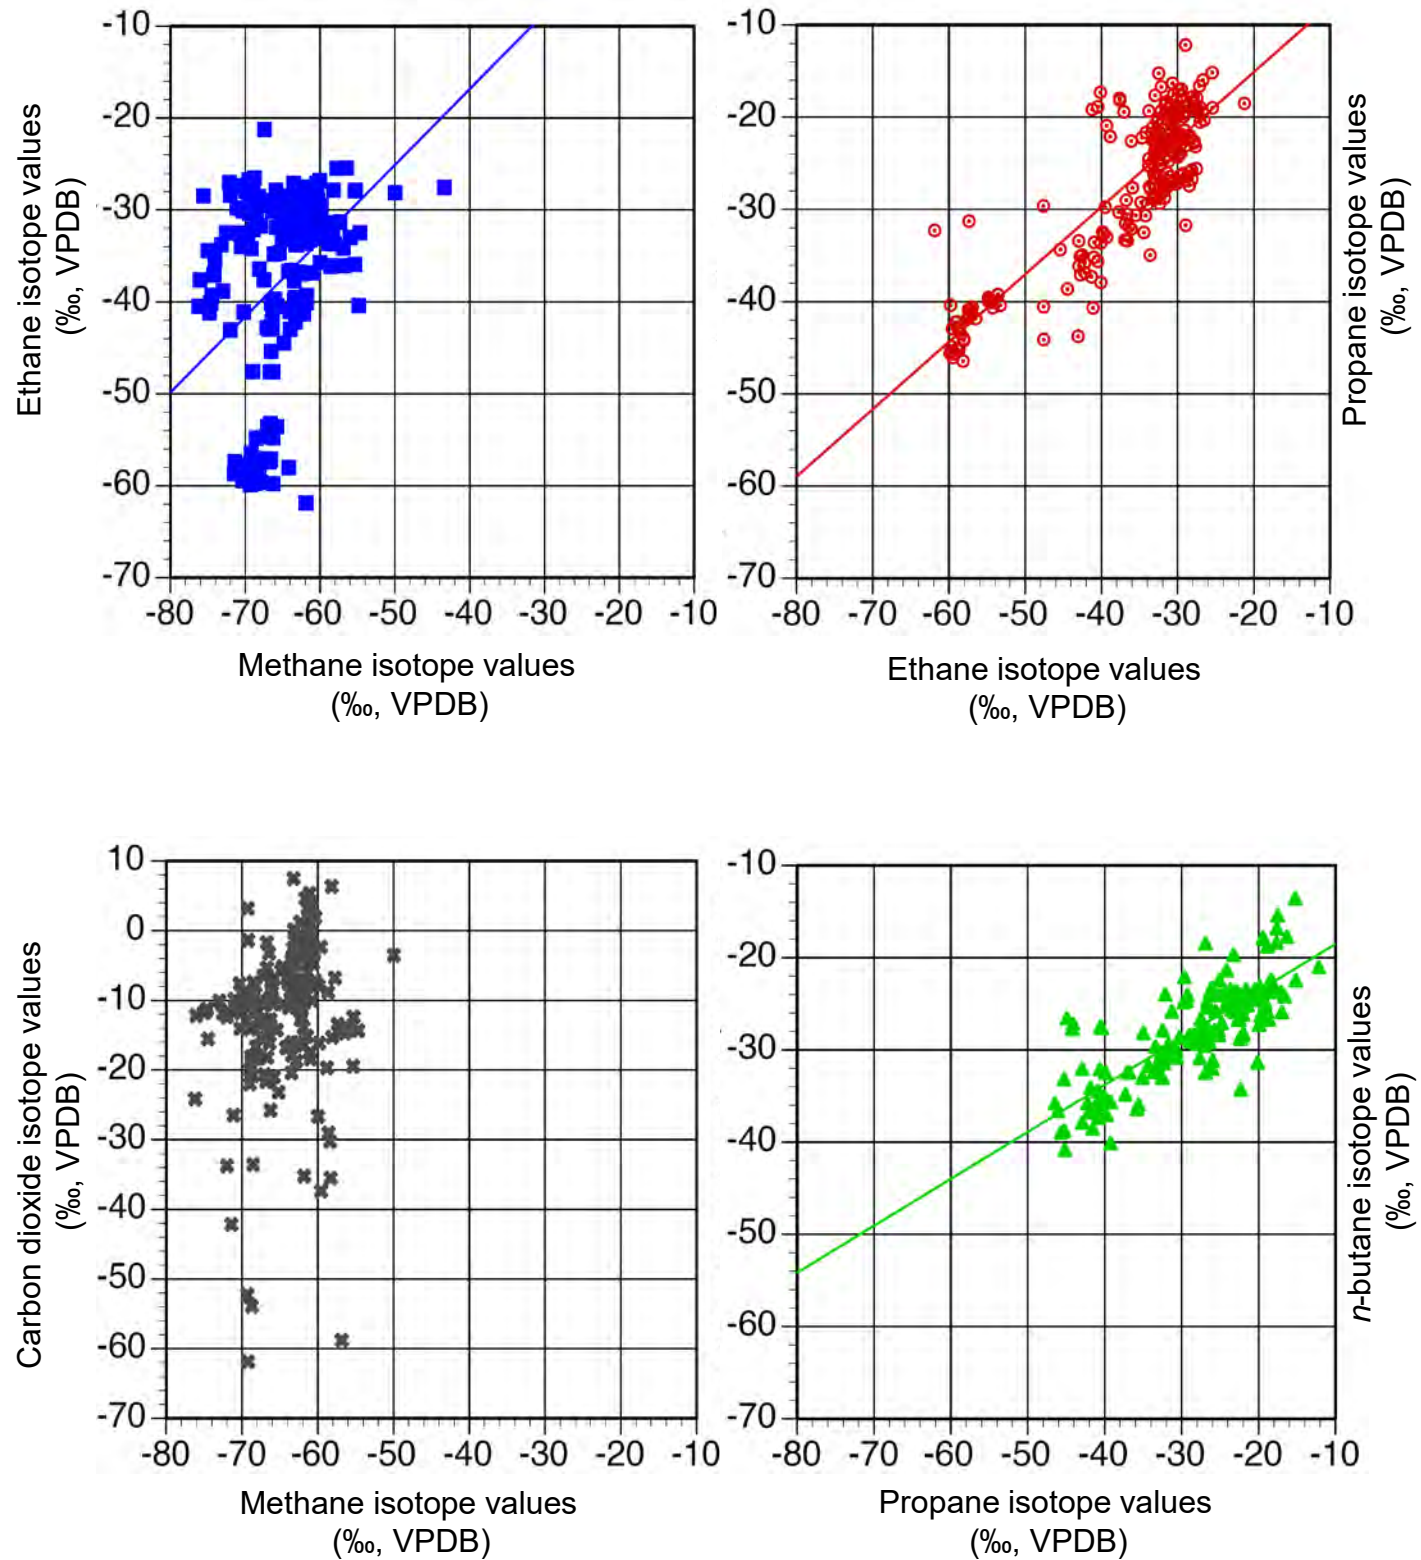 -10
-20
-30
-40
-50
-60
-70
-80 -70 -60 -50 -40 -30 -20 -10
Ethane isotope values
(‰, VPDB)
Methane isotope values
(‰, VPDB)
-10
-20
-30
-40
-50
-60
-70
-80 -70 -60 -50 -40 -30 -20 -10
Propane isotope values
(‰, VPDB)
Ethane isotope values
(‰, VPDB)
10
0
-10
-20
-30
-40
-50
-60
-70
-80 -70 -60 -50 -40 -30 -20 -10
Carbon dioxide isotope values
(‰, VPDB)
Methane isotope values
(‰, VPDB)
-10
-20
-30
-40
-50
-60
-70
-80 -70 -60 -50 -40 -30 -20 -10
n-butane isotope values
(‰, VPDB)
Propane isotope values
(‰, VPDB)